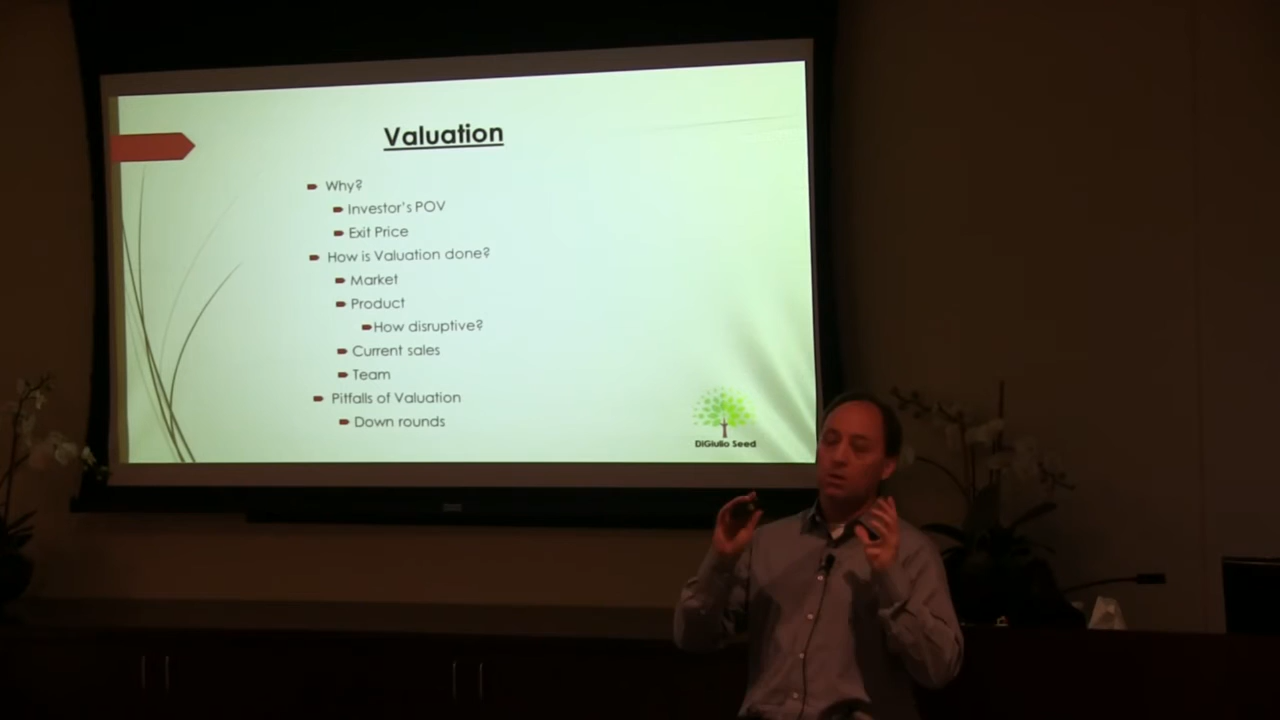 Valuation
Why?
Investor's POV
Exit Price
How is Valuation done?
Market
Product
How disruptive?
Current sales
Team
Pitfalls of Valuation
Down rounds
DiGiulio Seed